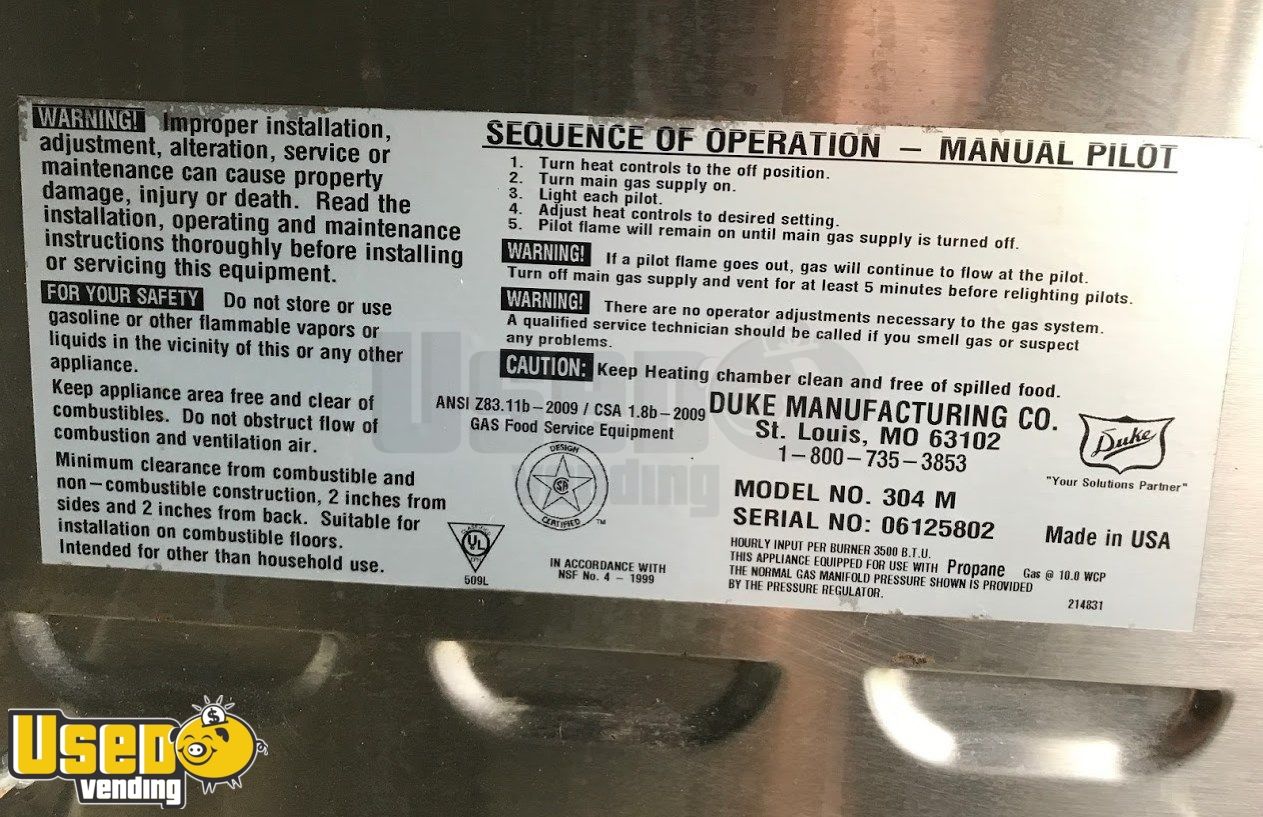 WARNING! Improper installation,
adjustment, alteration, service or
maintenance can cause property
damage, injury or death. Read the
installation, operating and maintenance
instructions thoroughly before installing
or servicing this equipment.
FOR YOUR SAFETY Do not store or use
gasoline or other flammable vapors or
liquids in the vicinity of this or any other
appliance.
Keep appliance area free and clear of
combustibles. Do not obstruct flow of
combustion and ventilation air.
Minimum clearance from combustible and
non-combustible construction, 2 inches from
sides and 2 inches from back. Suitable for
installation on combustible floors.
Intended for other than household use.
SEQUENCE OF OPERATION – MANUAL PILOT
1. Turn heat controls to the off position.
2. Turn main gas supply on.
3. Light each pilot.
4. Adjust heat controls to desired setting.
5. Pilot flame will remain on until main gas supply is turned off.
WARNING! If a pilot flame goes out, gas will continue to flow at the pilot.
Turn off main gas supply and vent for at least 5 minutes before relighting pilots.
WARNING! There are no operator adjustments necessary to the gas system.
A qualified service technician should be called if you smell gas or suspect
any problems.
CAUTION: Keep Heating chamber clean and free of spilled food.
ANSI Z83.11b-2009 / CSA 1.8b-2009
GAS Food Service Equipment
DESIGN
SA
CERTIFIED
TM
UL
509L
IN ACCORDANCE WITH
NSF No. 4 - 1999
DUKE MANUFACTURING CO.
St. Louis, MO 63102
1-800-735-3853
Duke
"Your Solutions Partner"
MODEL NO. 304 M
SERIAL NO: 06125802
Made in USA
HOURLY INPUT PER BURNER 3500 B.T.U.
THIS APPLIANCE EQUIPPED FOR USE WITH Propane Gas @ 10.0 WCP
THE NORMAL GAS MANIFOLD PRESSURE SHOWN IS PROVIDED
BY THE PRESSURE REGULATOR.
214831
Used
vending
Used
vending